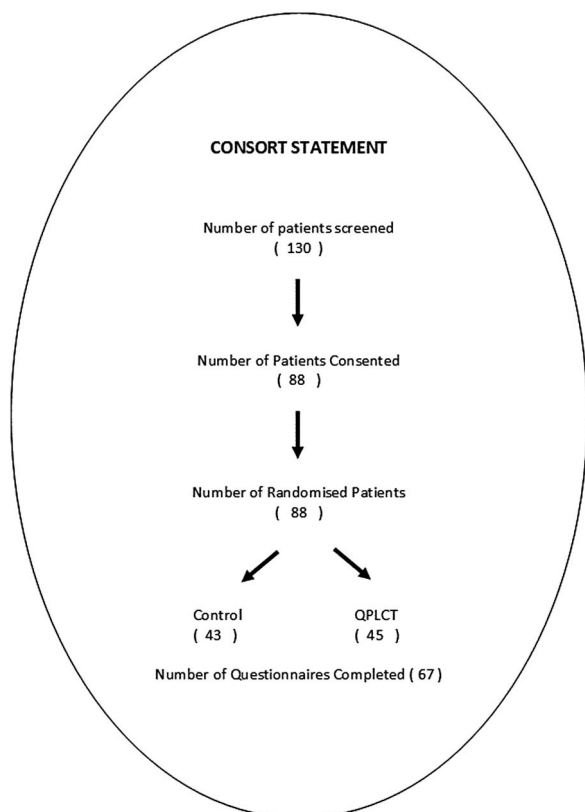 CONSORT STATEMENT
Number of patients screened
( 130 )
Number of Patients Consented
( 88 )
Number of Randomised Patients
( 88 )
Control QPLCT
( 43 ) ( 45 )
Number of Questionnaires Completed ( 67 )